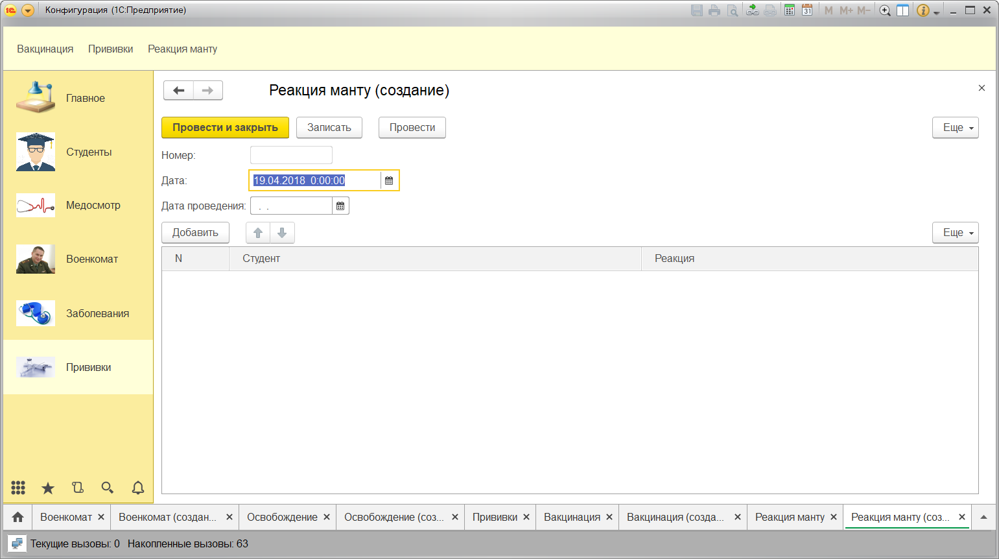 Конфигурация (1С:Предприятие)
M M+ M-
31
Вакцинация Прививки Реакция манту
Главное
Студенты
Медосмотр
Военкомат
Заболевания
Прививки
Реакция манту (создание)
Провести и закрыть Записать Провести Еще
Номер:
Дата: 19.04.2018 0:00:00
Дата проведения: . .
Добавить Еще
N Студент Реакция
Военкомат Военкомат (создан... Освобождение Освобождение (соз... Прививки Вакцинация Вакцинация (созда... Реакция манту Реакция манту (соз...
Текущие вызовы: 0 Накопленные вызовы: 63